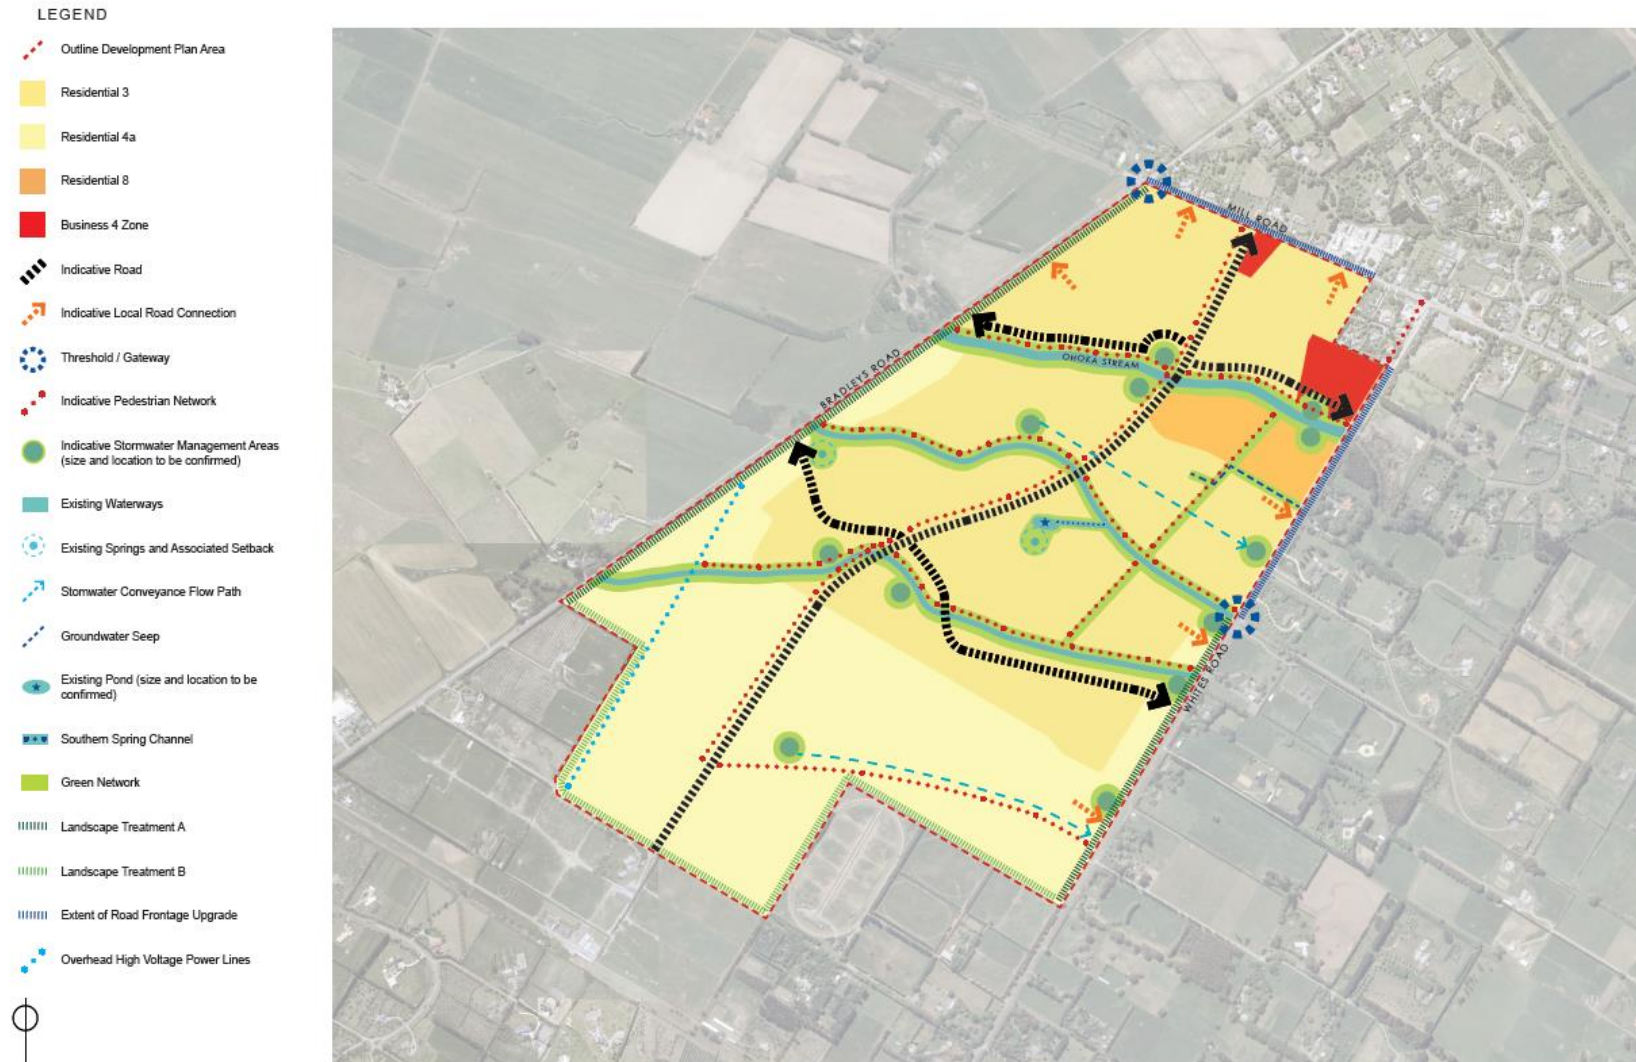 LEGEND
Outline Development Plan Area
Residential 3
Residential 4a
Residential 8
Business 4 Zone
Indicative Road
Indicative Local Road Connection
Threshold / Gateway
Indicative Pedestrian Network
Indicative Stormwater Management Areas
(size and location to be confirmed)
Existing Waterways
Existing Springs and Associated Setback
Stormwater Conveyance Flow Path
Groundwater Seep
Existing Pond (size and location to be
confirmed)
Southern Spring Channel
Green Network
Landscape Treatment A
Landscape Treatment B
Extent of Road Frontage Upgrade
Overhead High Voltage Power Lines
MILL ROAD
OHOKA STREAM
BRADLEYS ROAD
WHITES ROAD